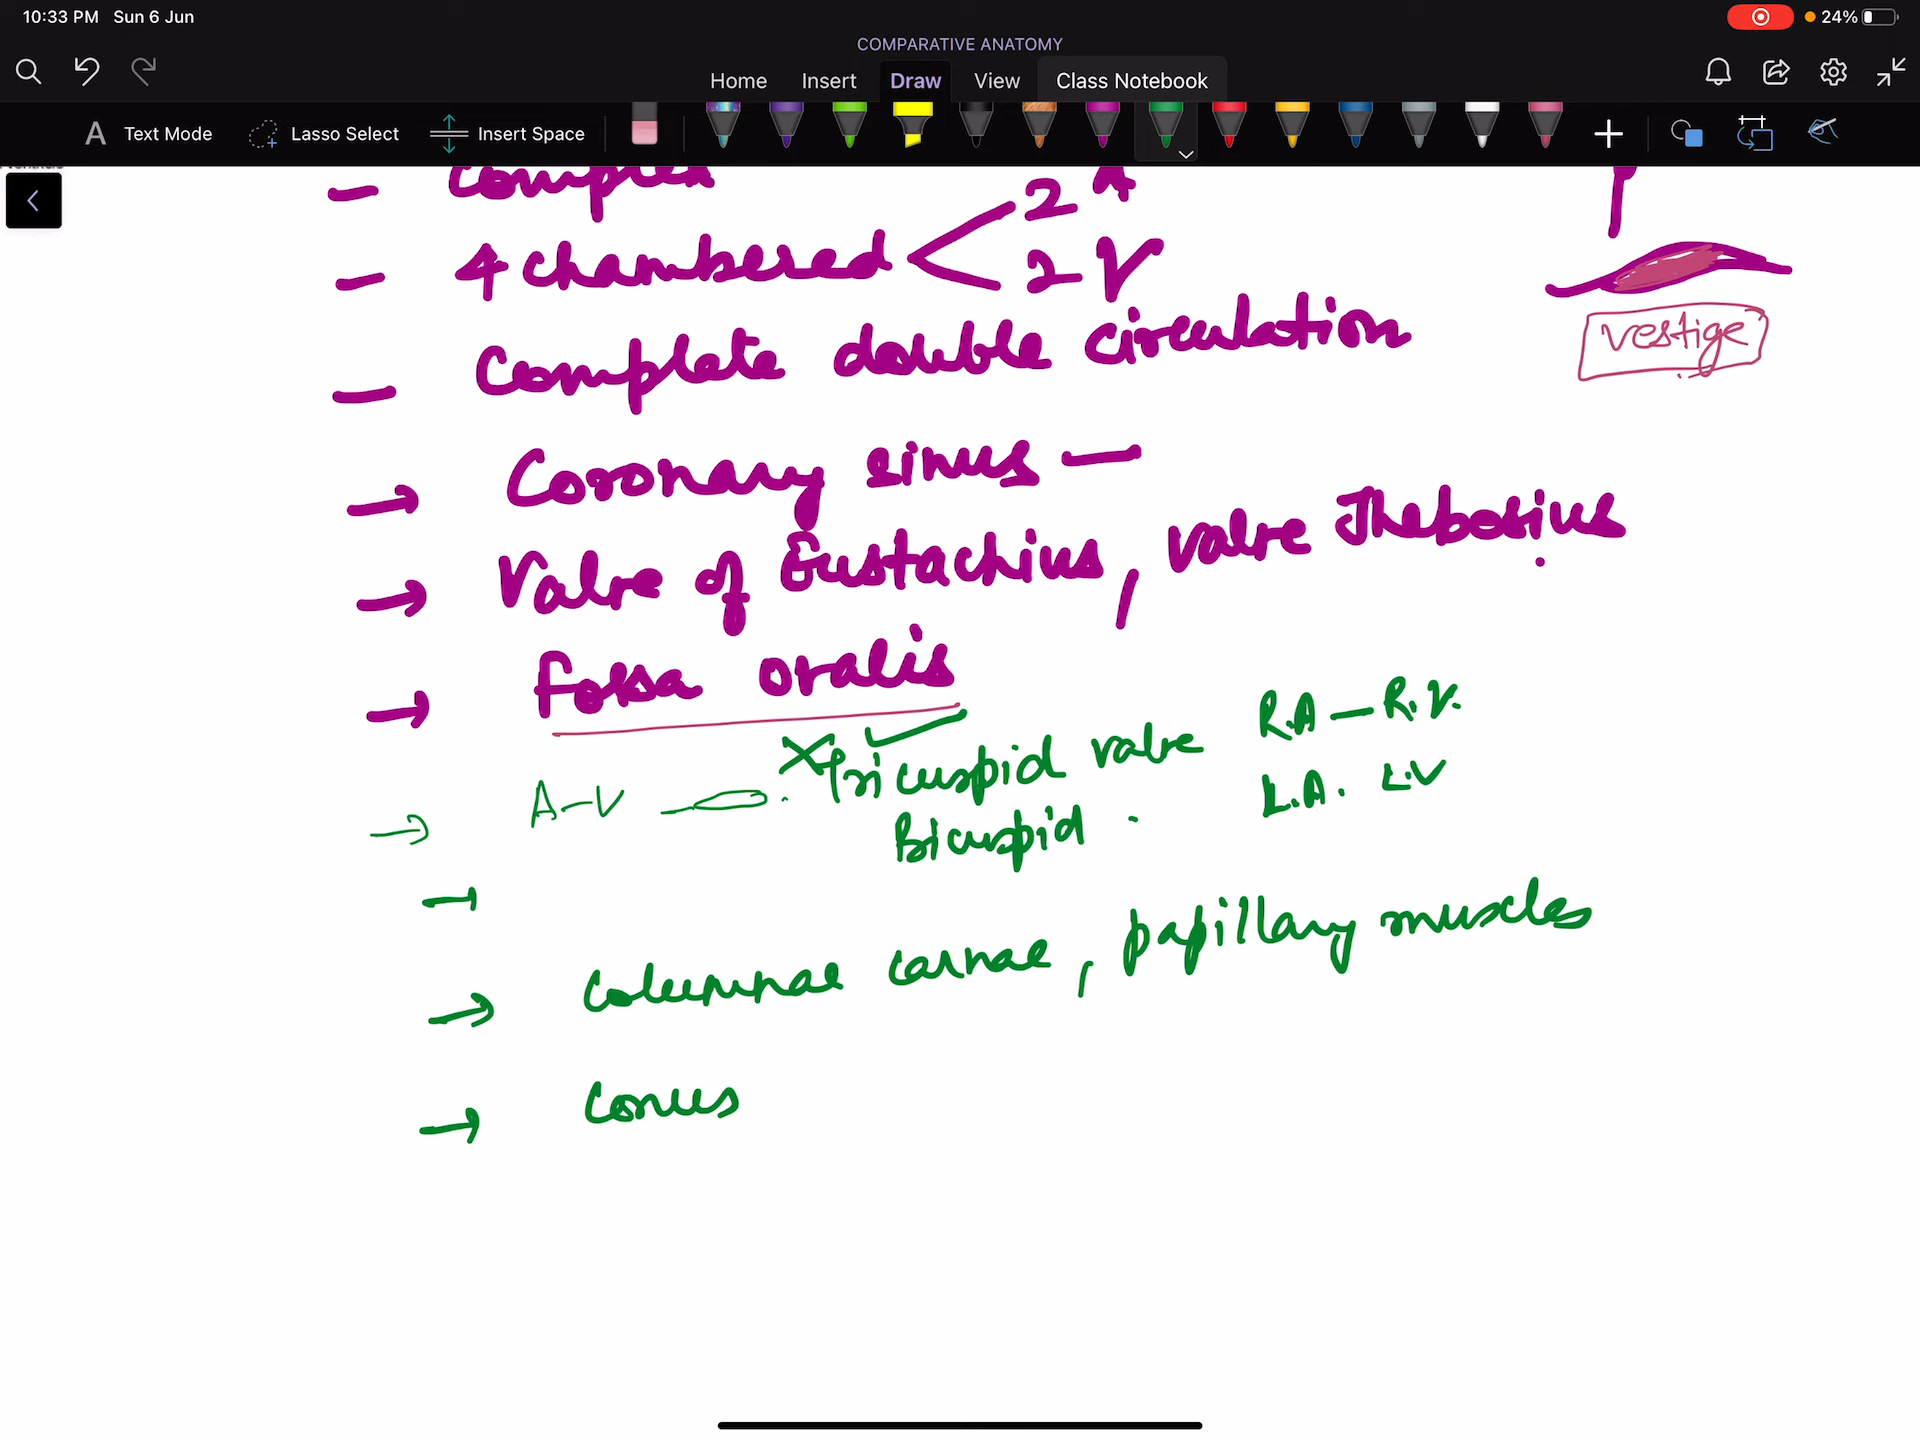 10:33 PM Sun 6 Jun
24%
COMPARATIVE ANATOMY
Home Insert Draw View Class Notebook
A Text Mode Lasso Select Insert Space
- Complex 2 A
- 4 chambered < 2 V
vestige
- Complete double circulation
→ Coronary sinus —
→ Valve of Eustachius, valve Thebesius
→ Fossa ovalis
R.A — R.V.
→ A-V Tricuspid valve
L.A. L.V
Bicuspid
→ Columnae carnae, papillary muscles
→ Conus